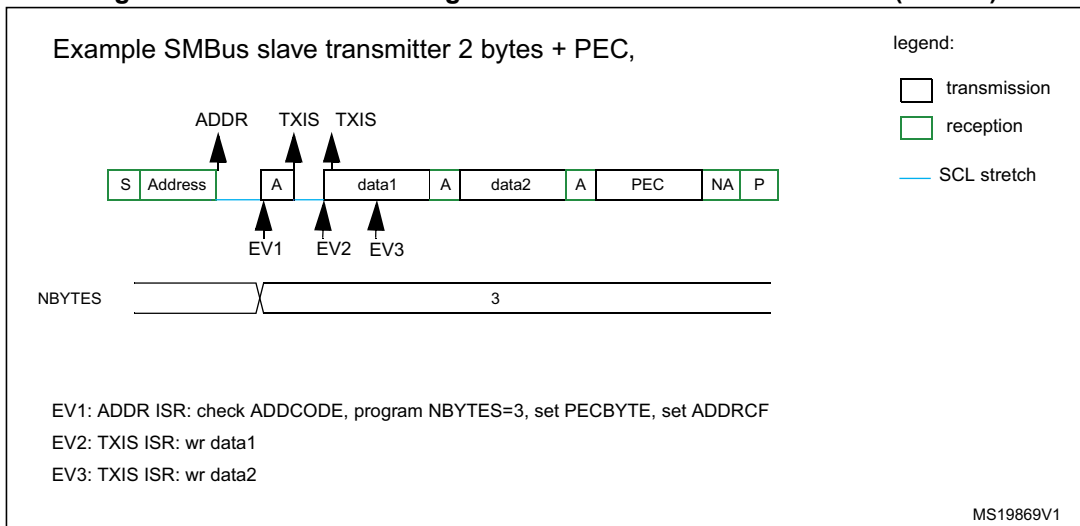 Example SMBus slave transmitter 2 bytes + PEC,
legend:
transmission
reception
SCL stretch
ADDR TXIS TXIS
S Address A data1 A data2 A PEC NA P
EV1 EV2 EV3
NBYTES 3
EV1: ADDR ISR: check ADDCODE, program NBYTES=3, set PECBYTE, set ADDRCF
EV2: TXIS ISR: wr data1
EV3: TXIS ISR: wr data2
MS19869V1